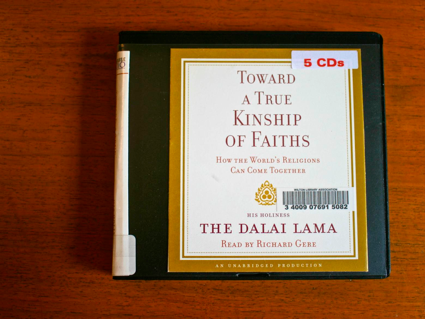 5 CDs
TOWARD
A TRUE
KINSHIP
OF FAITHS
HOW THE WORLD'S RELIGIONS
CAN COME TOGETHER
3 4009 07691 5082
HIS HOLINESS
THE DALAI LAMA
READ BY RICHARD GERE
AN UNABRIDGED PRODUCTION